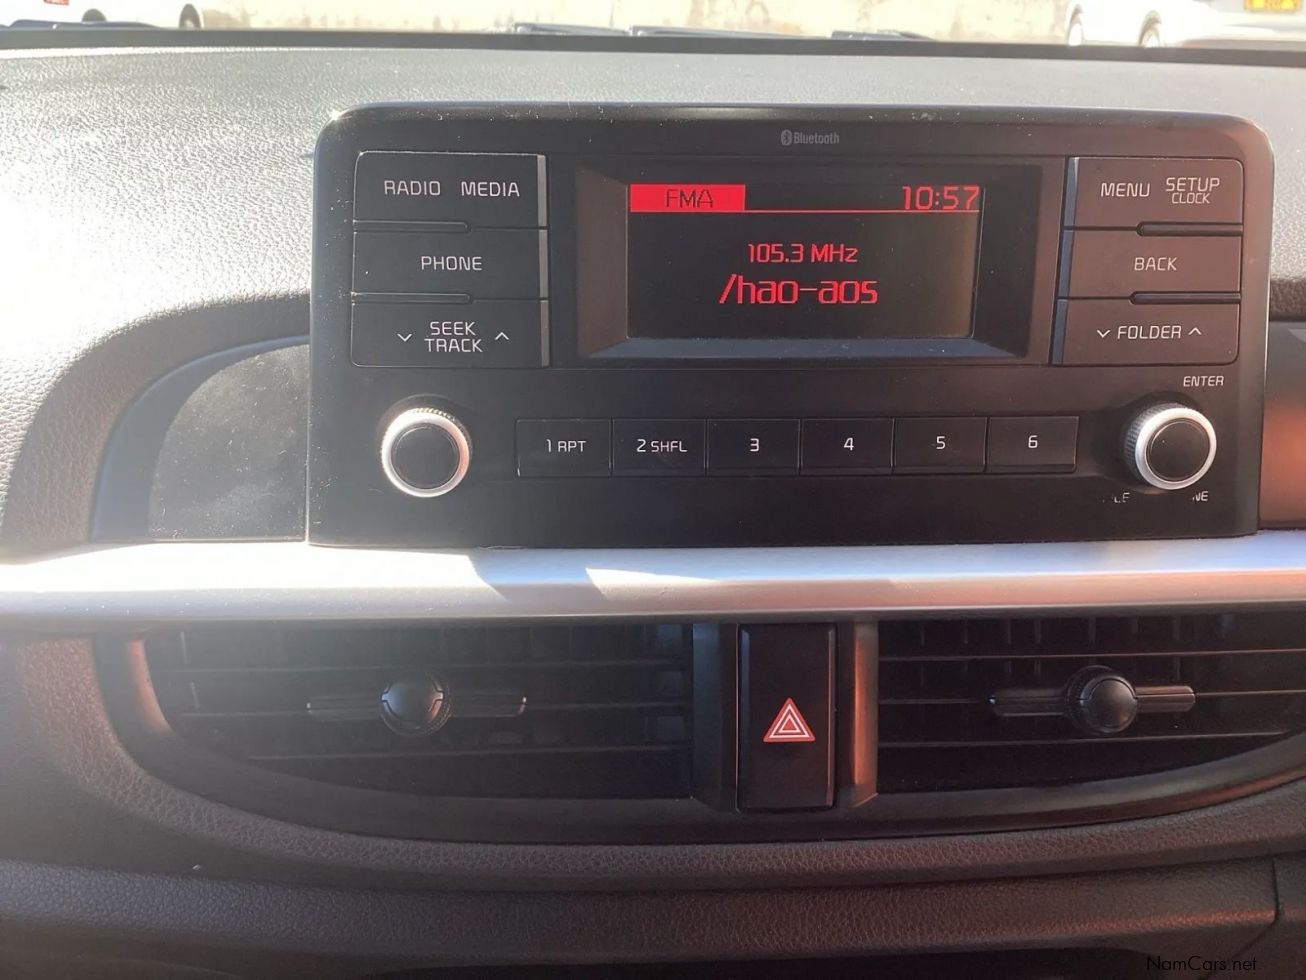 Bluetooth
RADIO MEDIA
PHONE
SEEK
TRACK
FMA 10:57
105.3 MHz
/hao-aos
MENU SETUP
CLOCK
BACK
FOLDER
ENTER
1 RPT 2 SHFL 3 4 5 6
NamCars.net